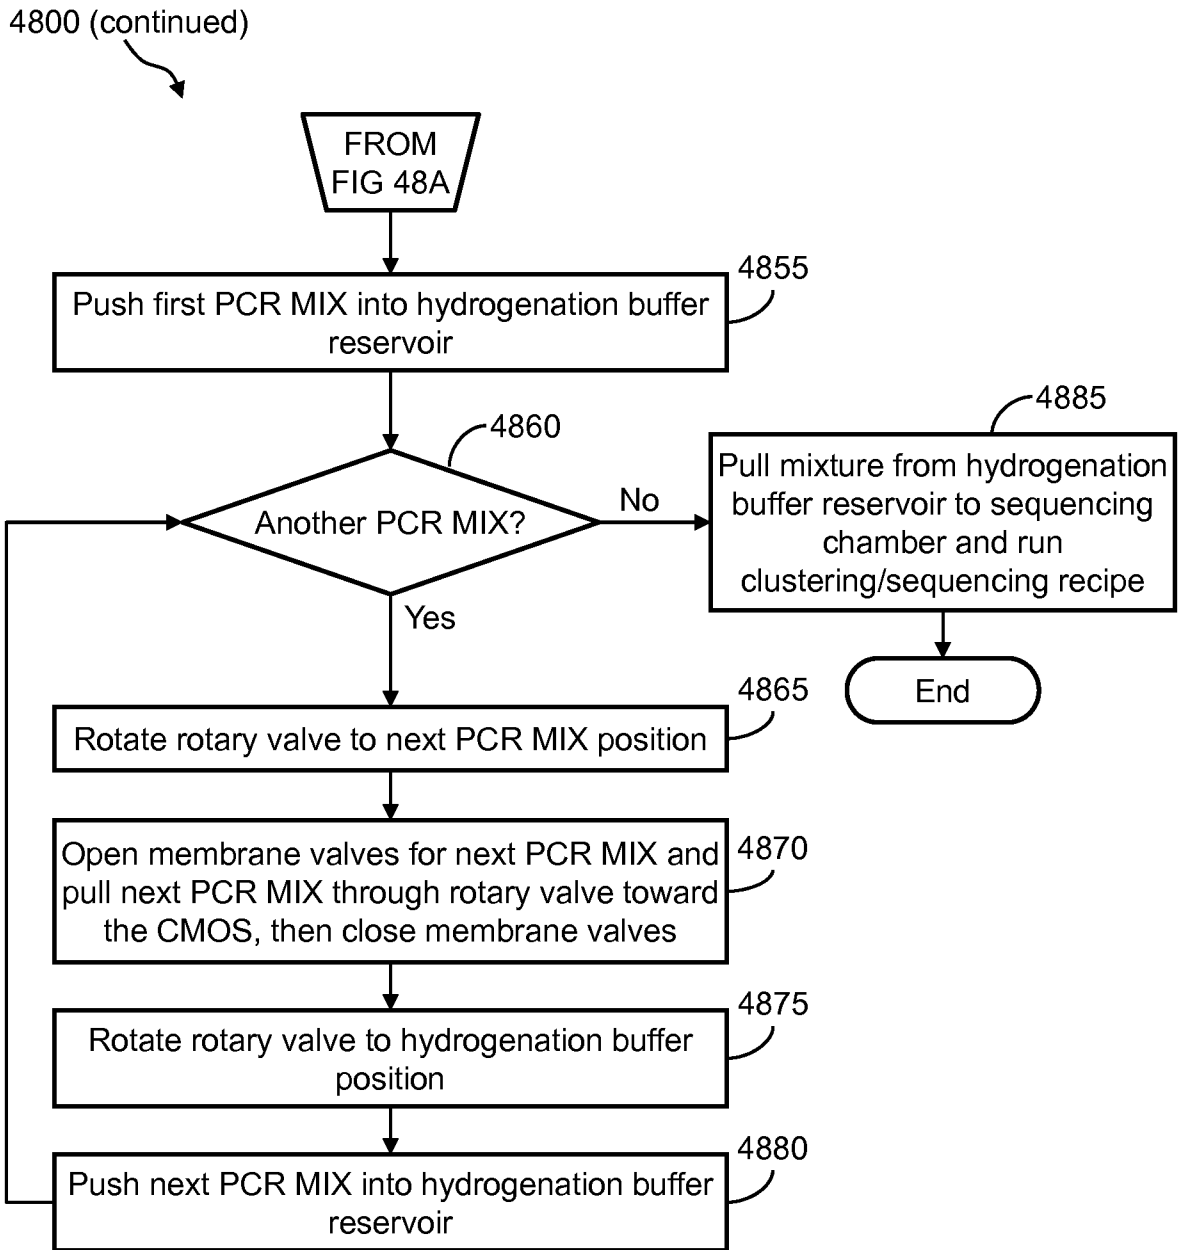 4800 (continued)
FROM
FIG 48A
4855
Push first PCR MIX into hydrogenation buffer
reservoir
4860
Another PCR MIX?
No
Yes
4885
Pull mixture from hydrogenation
buffer reservoir to sequencing
chamber and run
clustering/sequencing recipe
End
4865
Rotate rotary valve to next PCR MIX position
4870
Open membrane valves for next PCR MIX and
pull next PCR MIX through rotary valve toward
the CMOS, then close membrane valves
4875
Rotate rotary valve to hydrogenation buffer
position
4880
Push next PCR MIX into hydrogenation buffer
reservoir